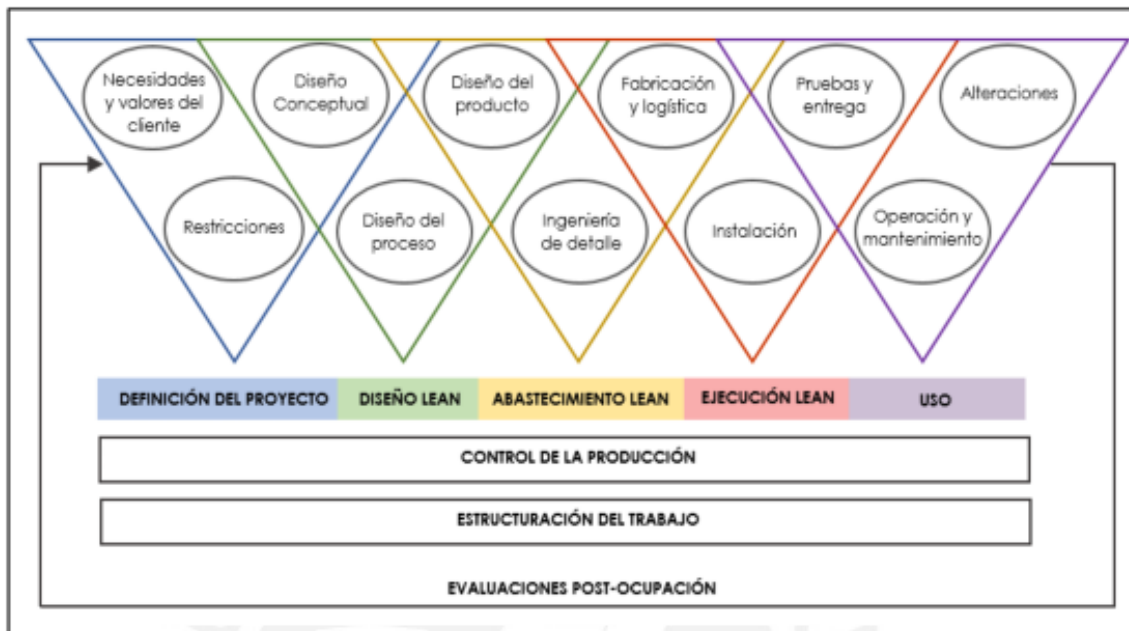 Necesidades
y valores del
cliente
Diseño
Conceptual
Diseño del
producto
Fabricación
y logística
Pruebas y
entrega
Alteraciones
Restricciones
Diseño del
proceso
Ingeniería
de detalle
Instalación
Operación y
mantenimiento
DEFINICIÓN DEL PROYECTO
DISEÑO LEAN
ABASTECIMIENTO LEAN
EJECUCIÓN LEAN
USO
CONTROL DE LA PRODUCCIÓN
ESTRUCTURACIÓN DEL TRABAJO
EVALUACIONES POST-OCUPACIÓN